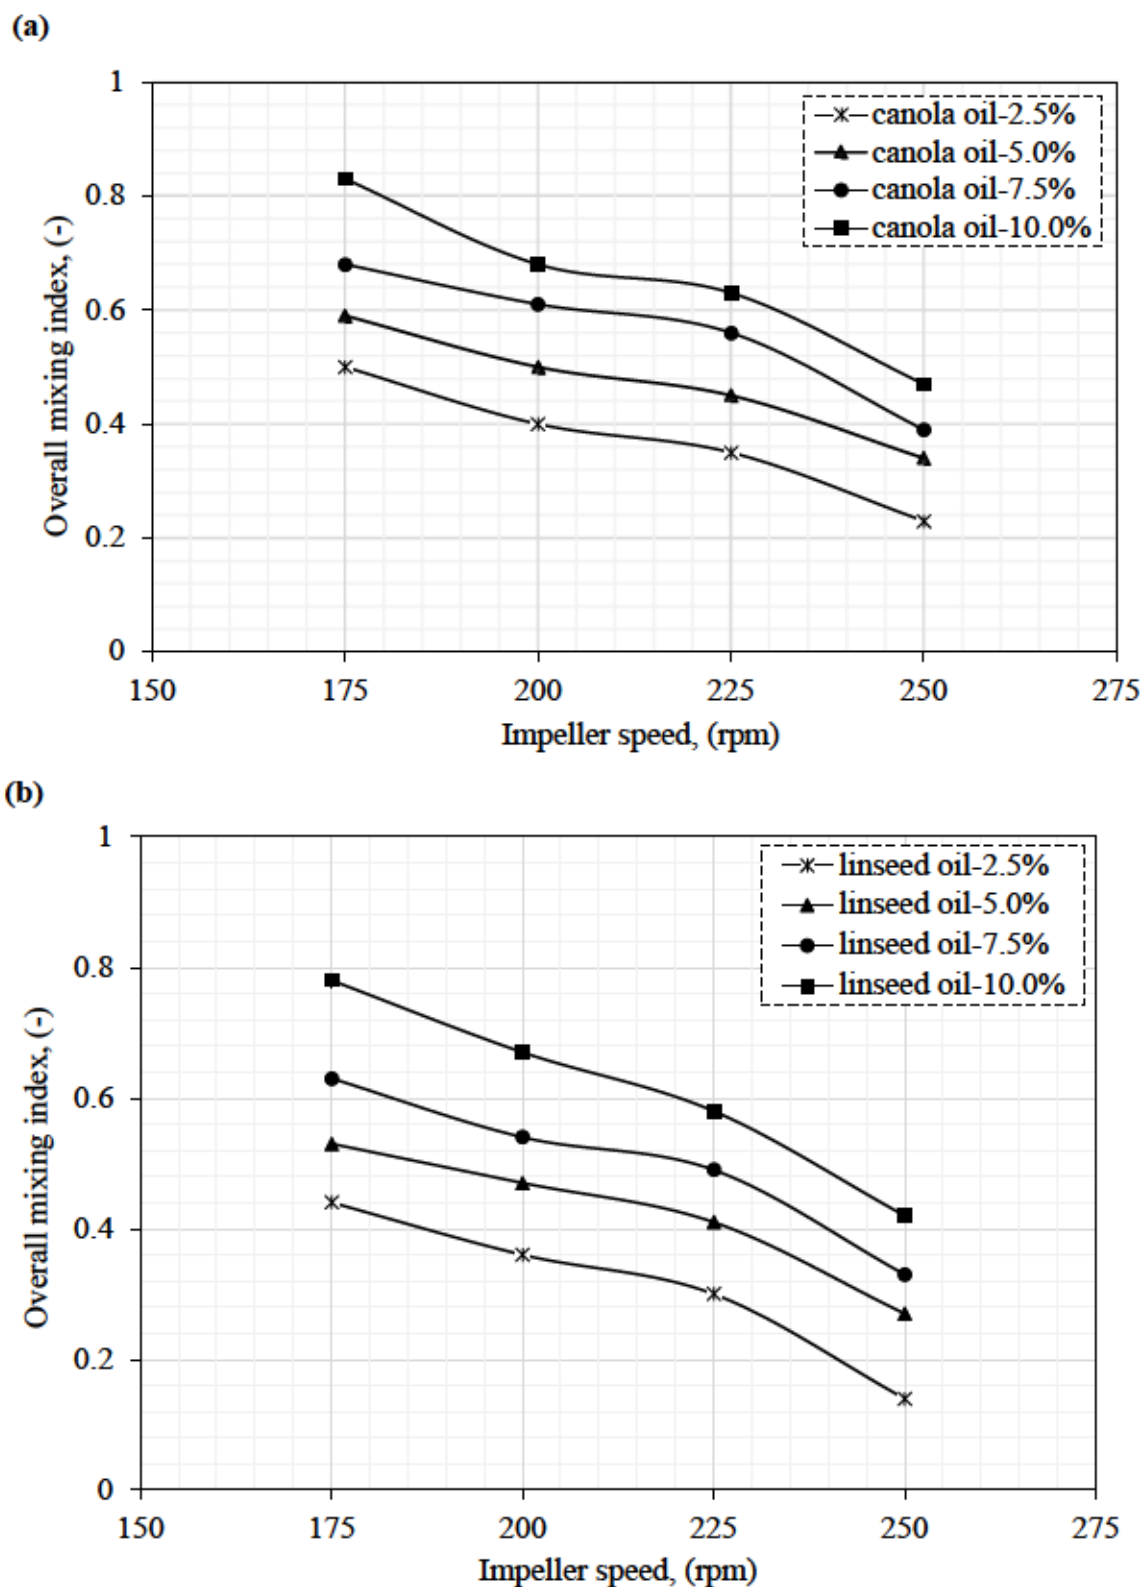 (a)
1
0.8
0.6
0.4
0.2
0
Overall mixing index, (-)
canola oil-2.5%
canola oil-5.0%
canola oil-7.5%
canola oil-10.0%
150 175 200 225 250 275
Impeller speed, (rpm)
(b)
1
0.8
0.6
0.4
0.2
0
Overall mixing index, (-)
linseed oil-2.5%
linseed oil-5.0%
linseed oil-7.5%
linseed oil-10.0%
150 175 200 225 250 275
Impeller speed, (rpm)